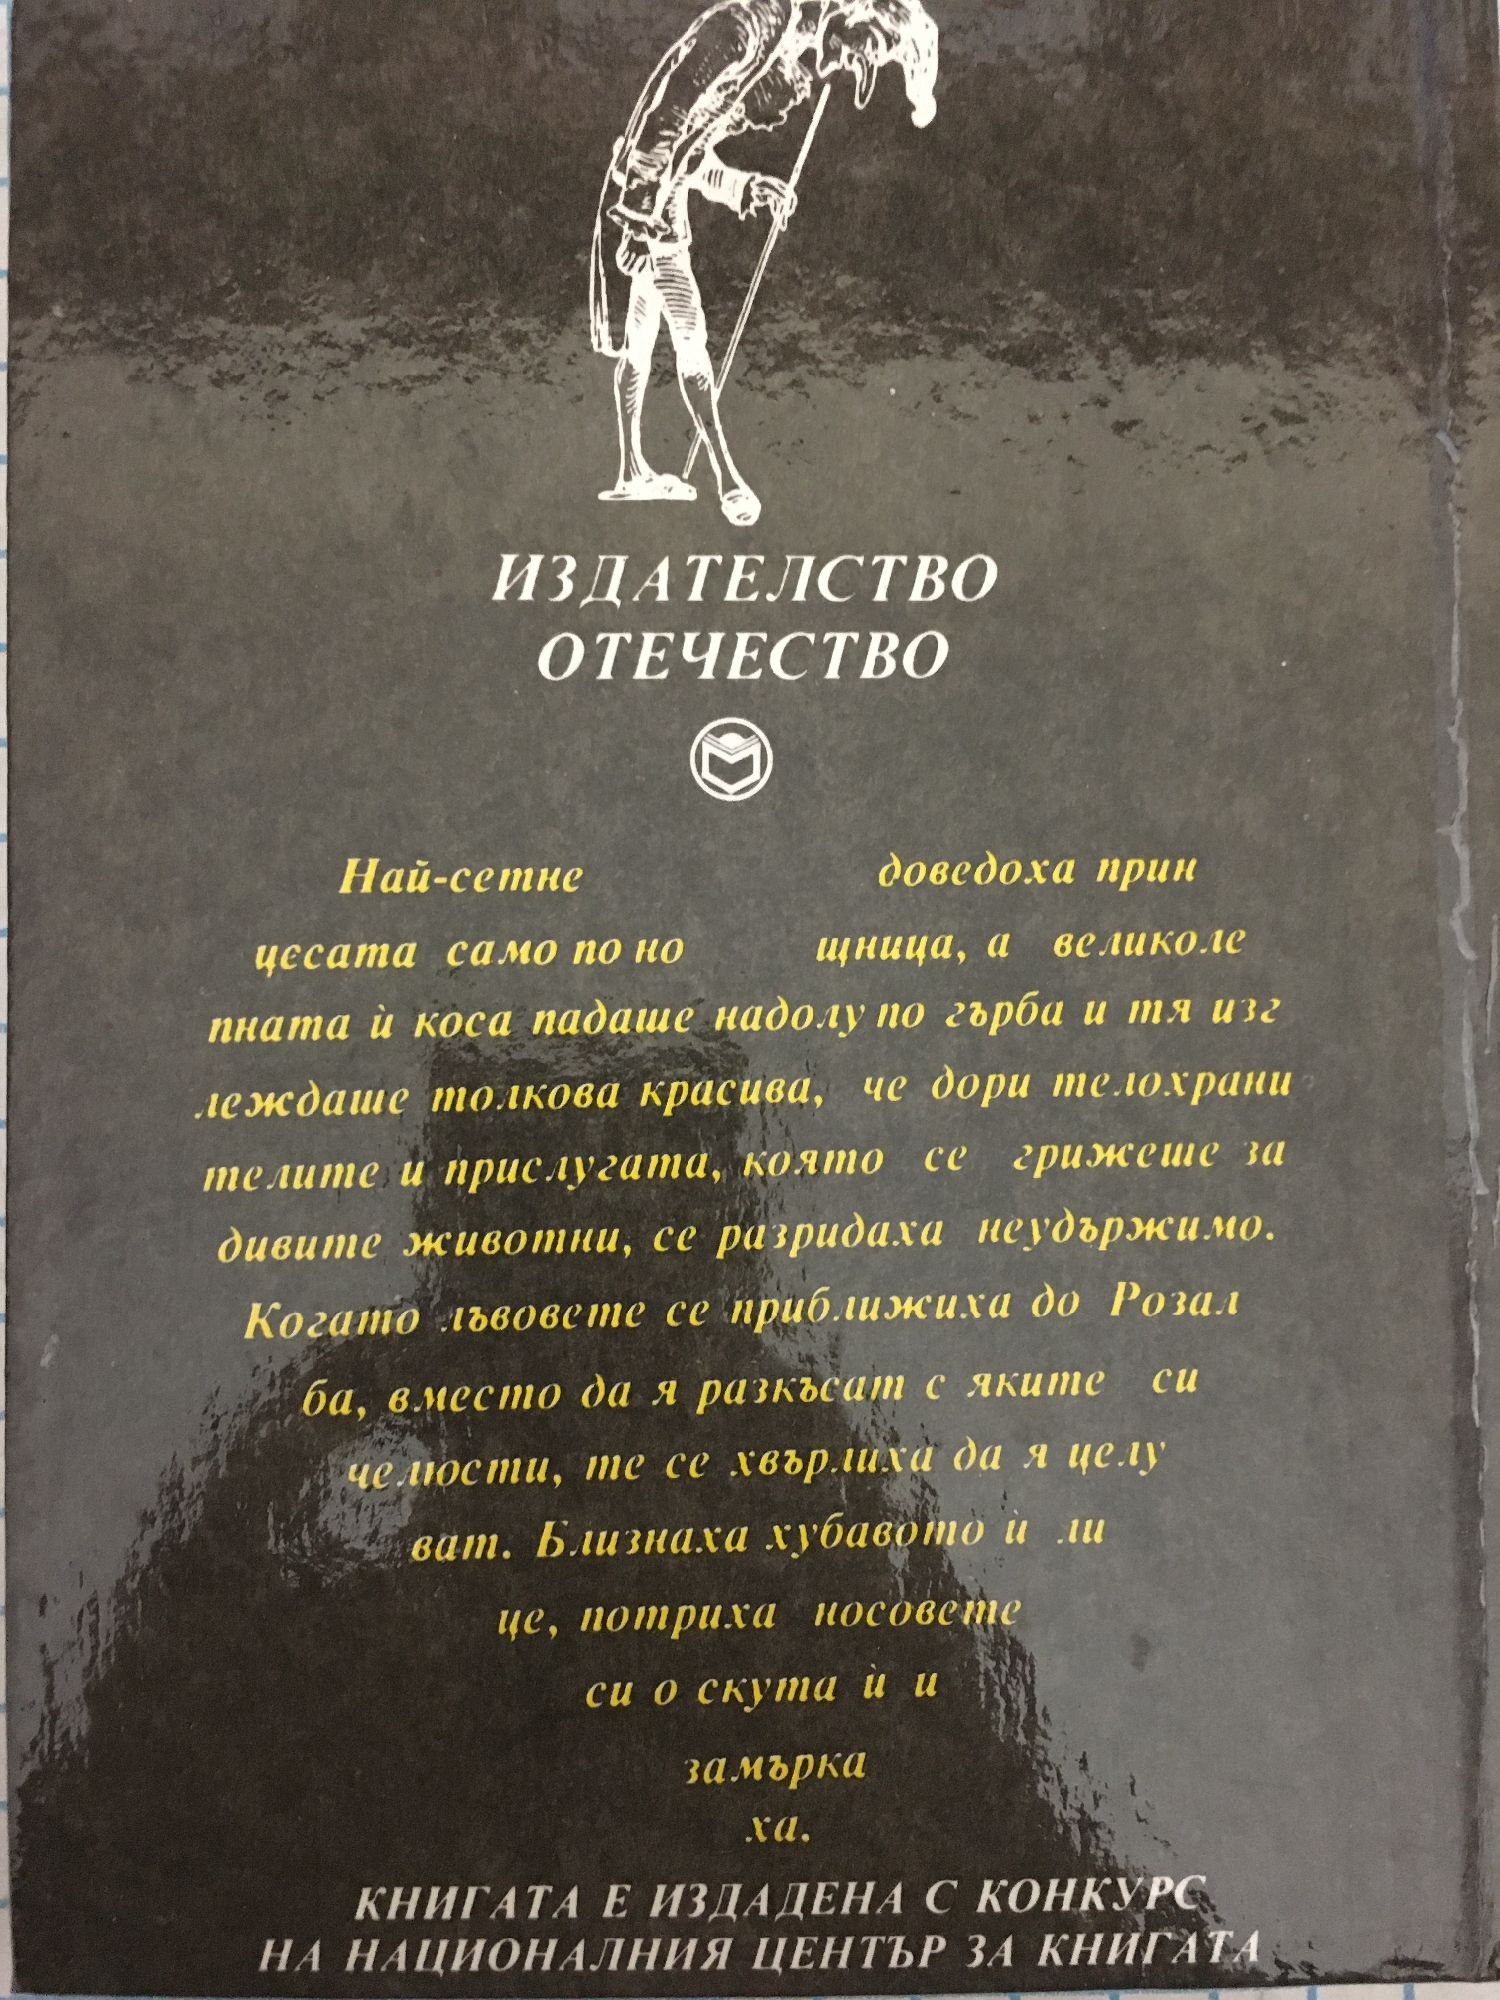 ИЗДАТЕЛСТВО
ОТЕЧЕСТВО
Най-сетне доведоха прин
цесата само по но щница, а великоле
пната ѝ коса падаше надолу по гърба и тя изг
леждаше толкова красива, че дори телохрани
телите и прислугата, която се грижеше за
дивите животни, се разридаха неудържимо.
Когато лъвовете се приближиха до Розал
ба, вместо да я разкъсат с яките си
челюсти, те се хвърлиха да я целу
ват. Близнаха хубавото ѝ ли
це, потриха носовете
си о скута ѝ и
замърка
ха.
КНИГАТА Е ИЗДАДЕНА С КОНКУРС
НА НАЦИОНАЛНИЯ ЦЕНТЪР ЗА КНИГАТА